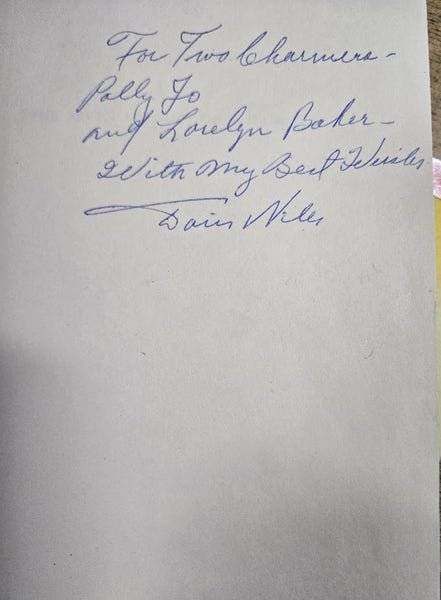 For Two Charmers -
Polly Jo
and Lorelyn Baker -
With My Best Wishes
Doris Niles